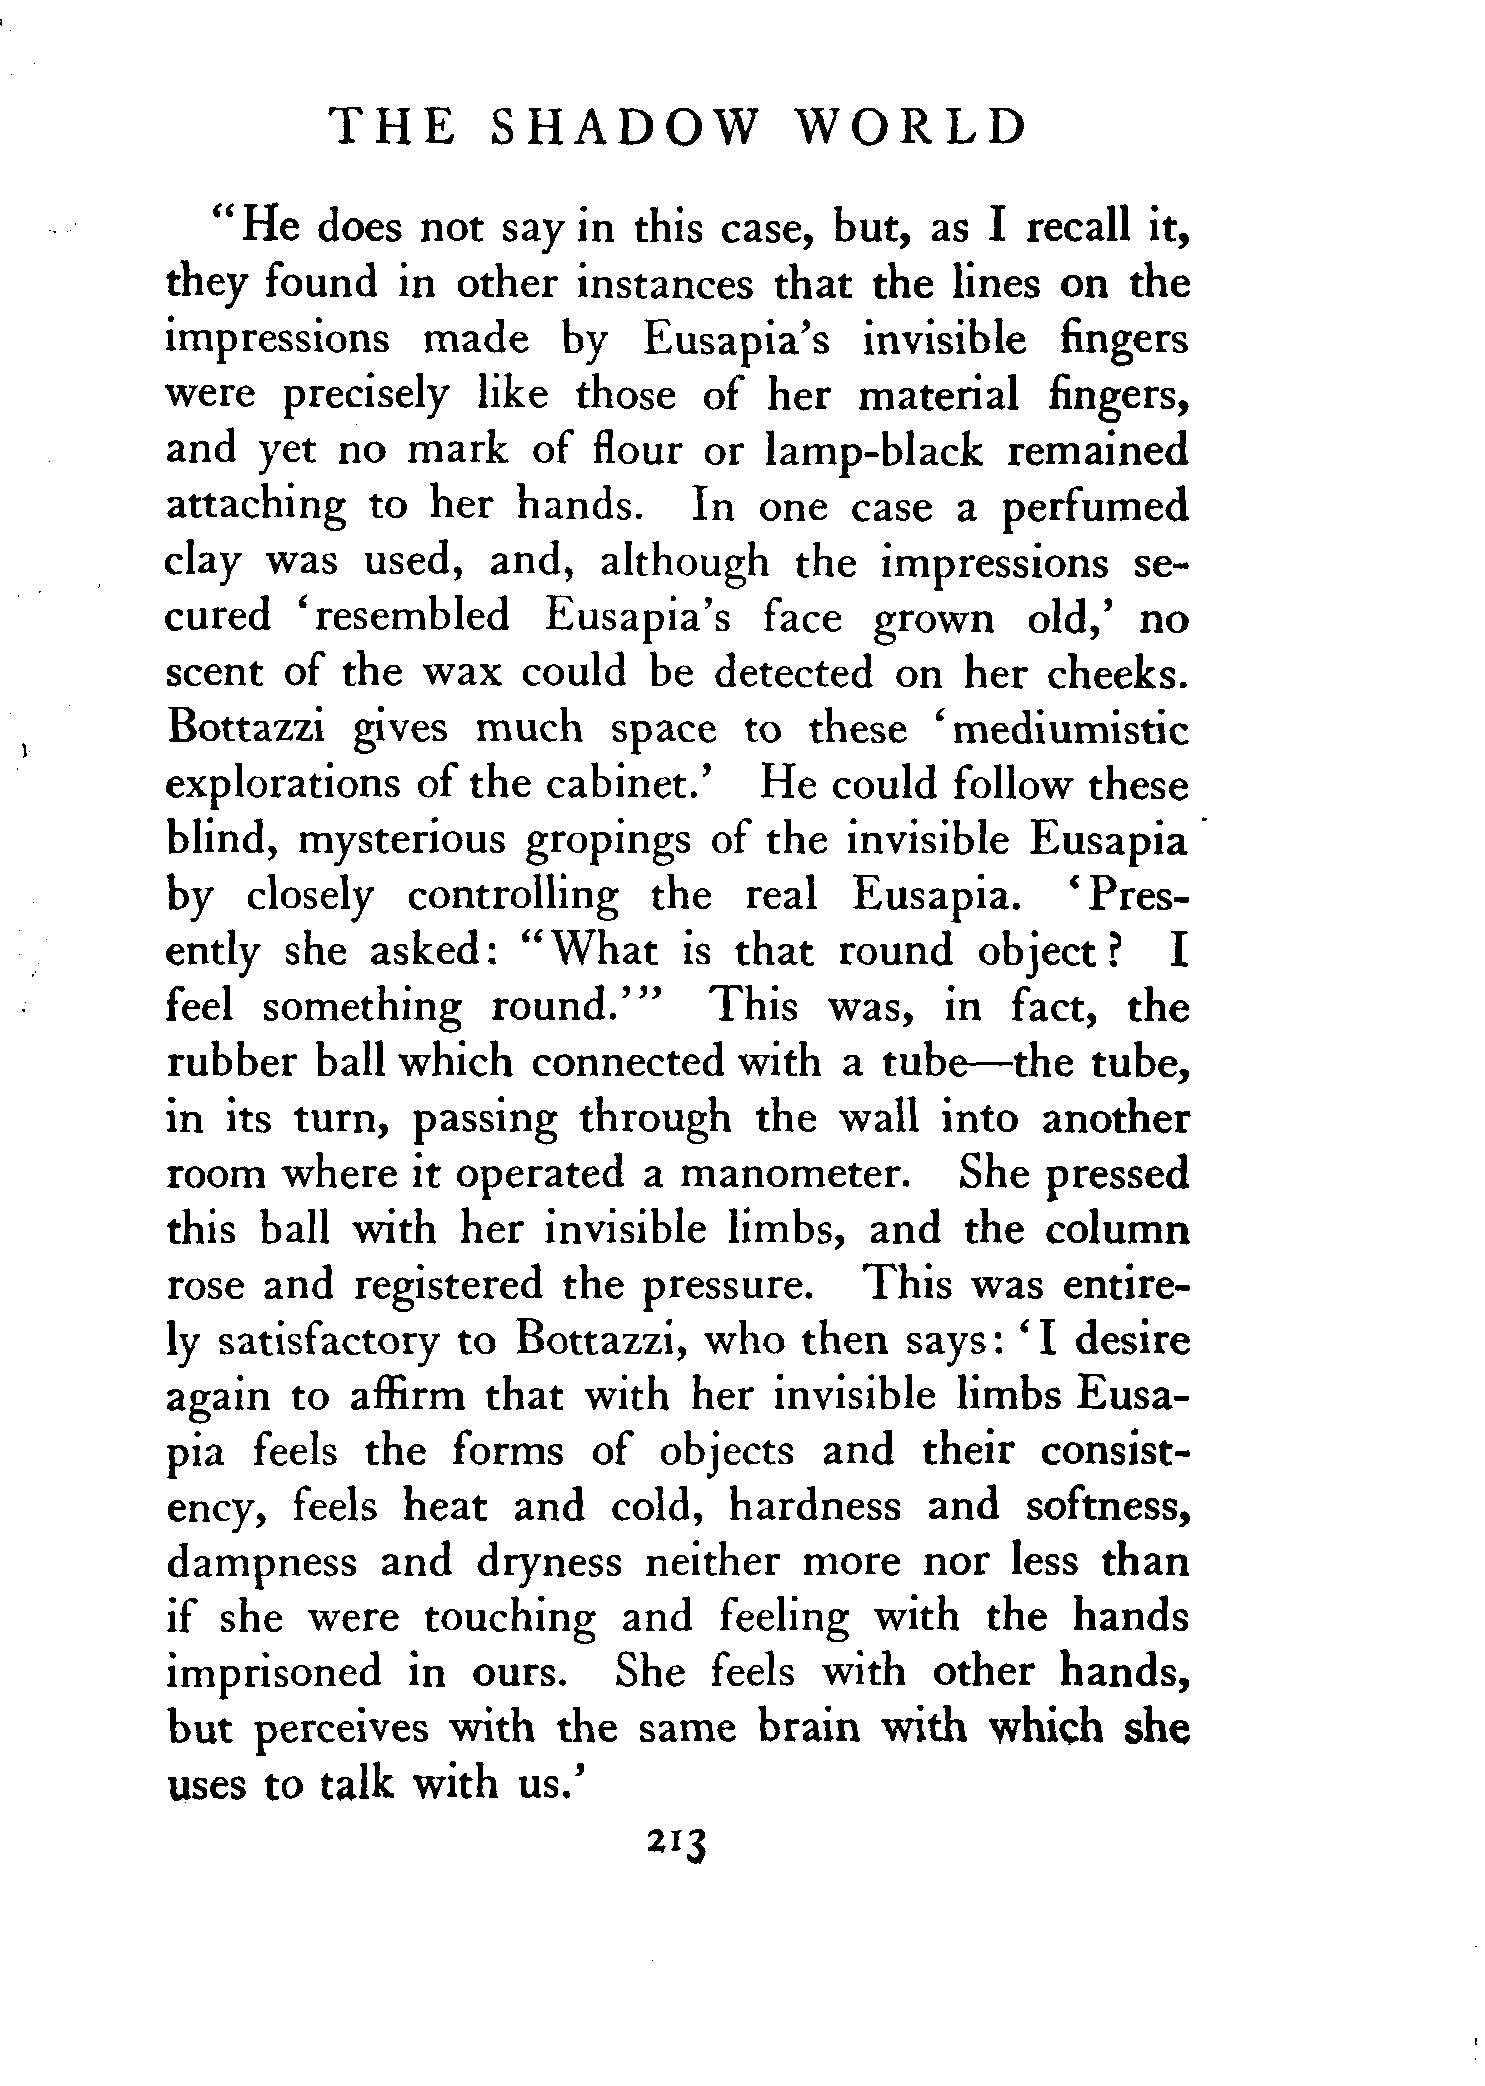 THE SHADOW WORLD
“He does not say in this case, but, as I recall it,
they found in other instances that the lines on the
impressions made by Eusapia’s invisible fingers
were precisely like those of her material fingers,
and yet no mark of flour or lamp-black remained
attaching to her hands. In one case a perfumed
clay was used, and, although the impressions se-
cured ‘resembled Eusapia’s face grown old,’ no
scent of the wax could be detected on her cheeks.
Bottazzi gives much space to these ‘mediumistic
explorations of the cabinet.’ He could follow these
blind, mysterious gropings of the invisible Eusapia
by closely controlling the real Eusapia. ‘Pres-
ently she asked: “What is that round object? I
feel something round.’” This was, in fact, the
rubber ball which connected with a tube—the tube,
in its turn, passing through the wall into another
room where it operated a manometer. She pressed
this ball with her invisible limbs, and the column
rose and registered the pressure. This was entire-
ly satisfactory to Bottazzi, who then says: ‘I desire
again to affirm that with her invisible limbs Eusa-
pia feels the forms of objects and their consist-
ency, feels heat and cold, hardness and softness,
dampness and dryness neither more nor less than
if she were touching and feeling with the hands
imprisoned in ours. She feels with other hands,
but perceives with the same brain with which she
uses to talk with us.’
213